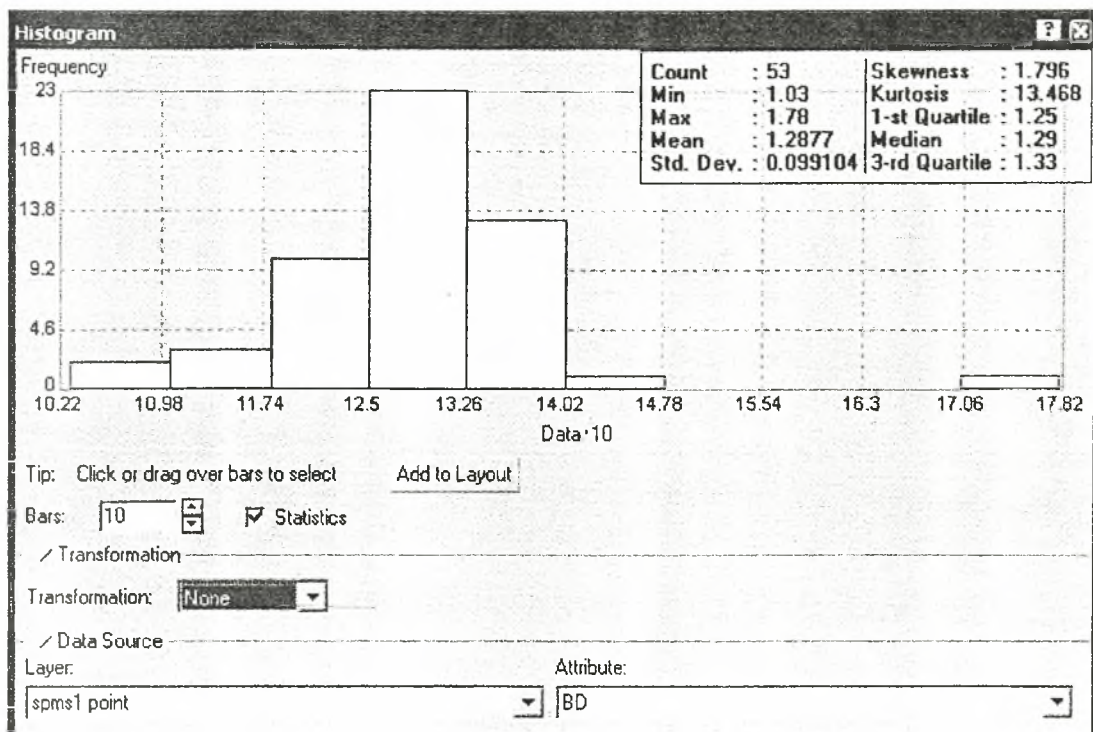 Histogram
Frequency
Count : 53 Skewness : 1.796
Min : 1.03 Kurtosis : 13.468
Max : 1.78 1-st Quartile : 1.25
Mean : 1.2877 Median : 1.29
Std. Dev. : 0.099104 3-rd Quartile : 1.33
23
18.4
13.8
9.2
4.6
0
10.22 10.98 11.74 12.5 13.26 14.02 14.78 15.54 16.3 17.06 17.82
Data·10
Tip: Click or drag over bars to select Add to Layout
Bars: 10 Statistics
Transformation
Transformation: None
Data Source
Layer: Attribute:
spms1 point BD